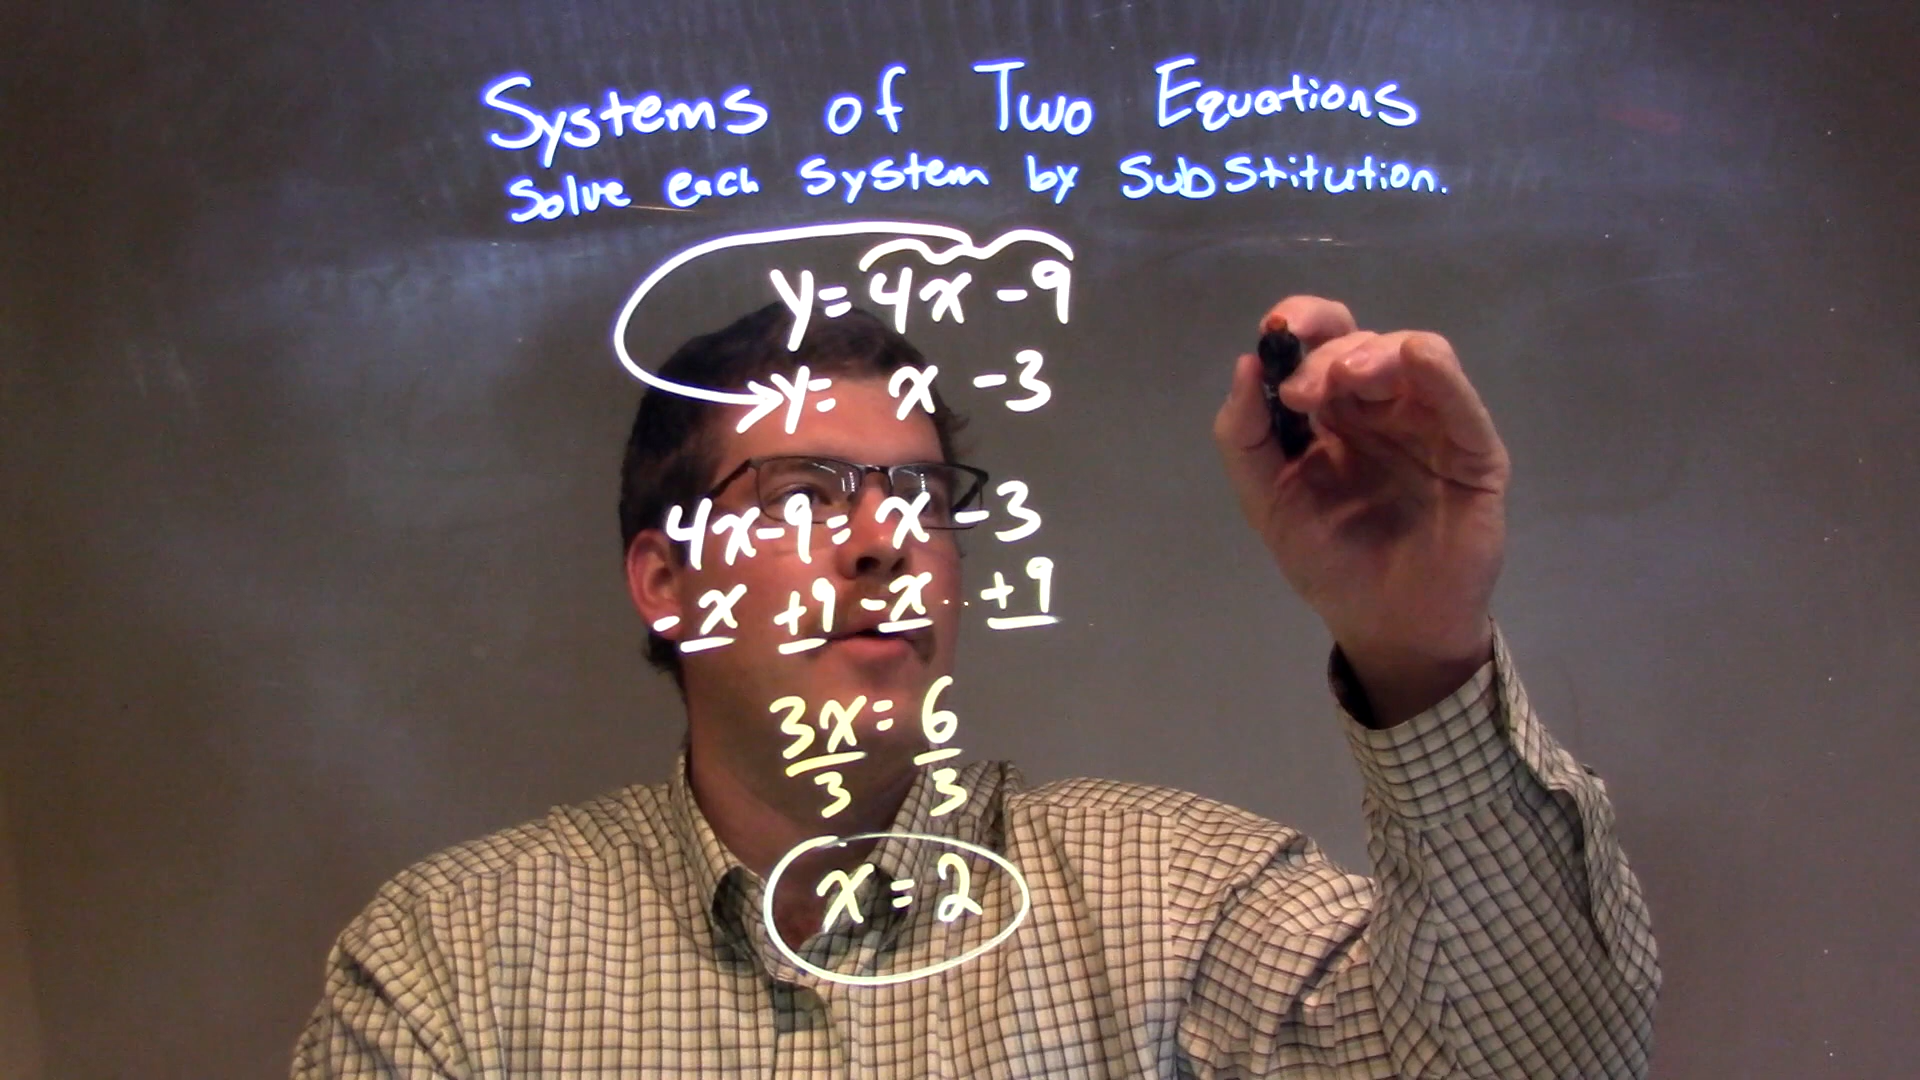 Systems of Two Equations
Solve each system by Substitution.
y = 4x - 9
y = x - 3
4x - 9 = x - 3
- x + 9 - x + 9
3x = 6
3 3
x = 2